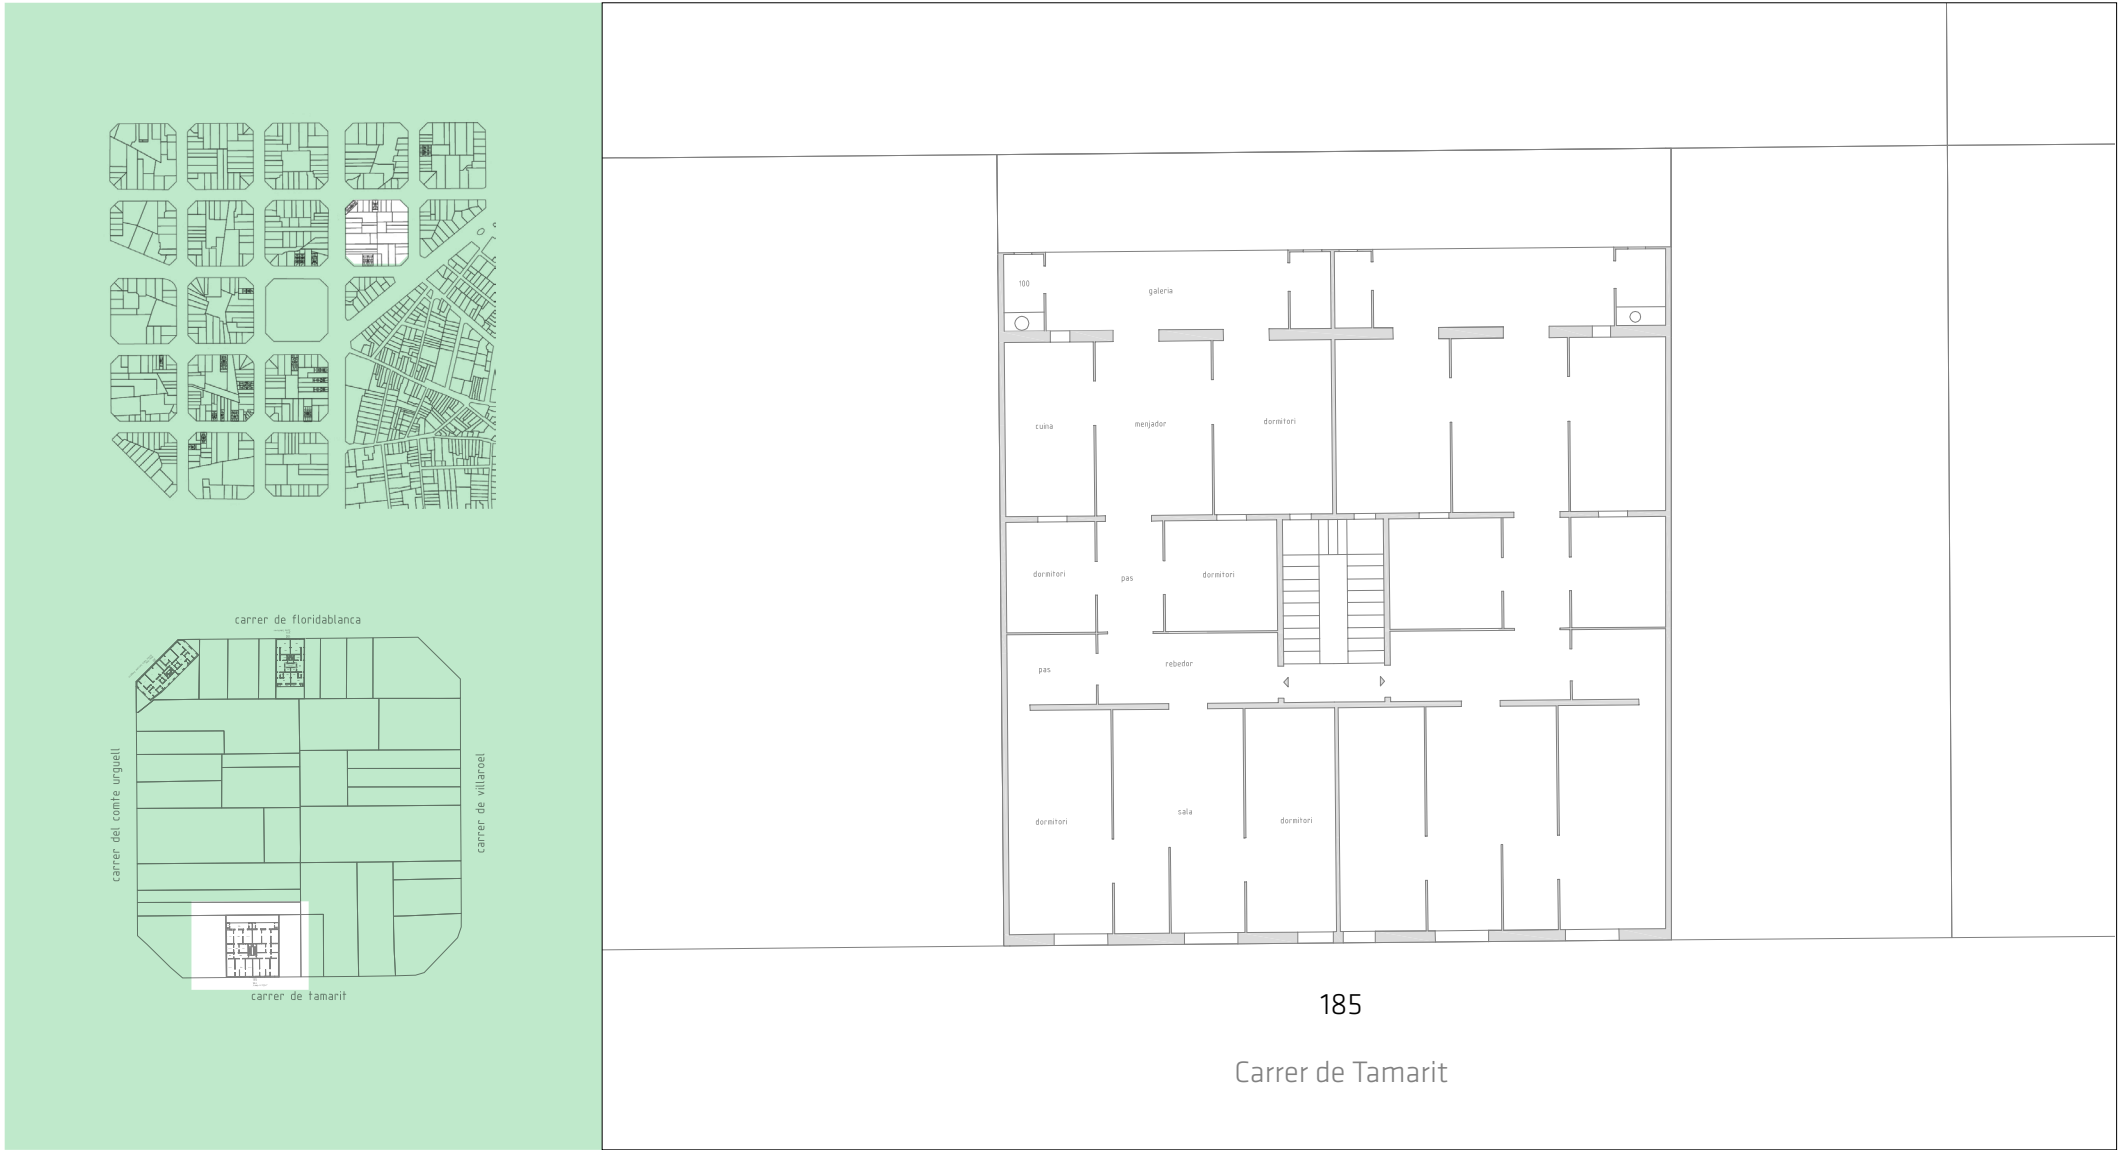 carrer de floridablanca
carrer del comte urguell
carrer de villaroel
carrer de tamarit
100
galeria
cuina
menjador
dormitori
dormitori
pas
dormitori
pas
rebedor
dormitori
sala
dormitori
185
Carrer de Tamarit